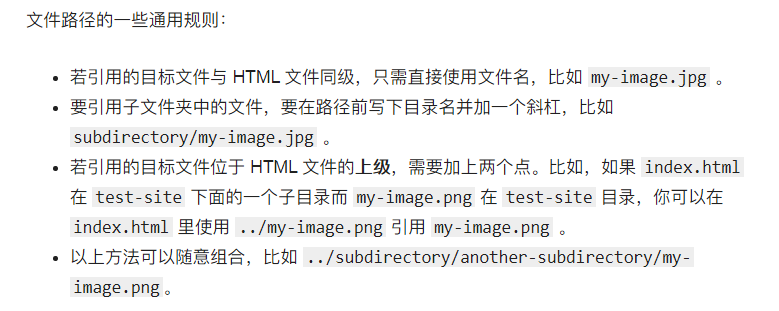 文件路径的一些通用规则：
• 若引用的目标文件与 HTML 文件同级，只需直接使用文件名，比如 my-image.jpg 。
• 要引用子文件夹中的文件，要在路径前写下目录名并加一个斜杠，比如
subdirectory/my-image.jpg 。
• 若引用的目标文件位于 HTML 文件的上级，需要加上两个点。比如，如果 index.html
在 test-site 下面的一个子目录而 my-image.png 在 test-site 目录，你可以在
index.html 里使用 ../my-image.png 引用 my-image.png 。
• 以上方法可以随意组合，比如 ../subdirectory/another-subdirectory/my-
image.png。